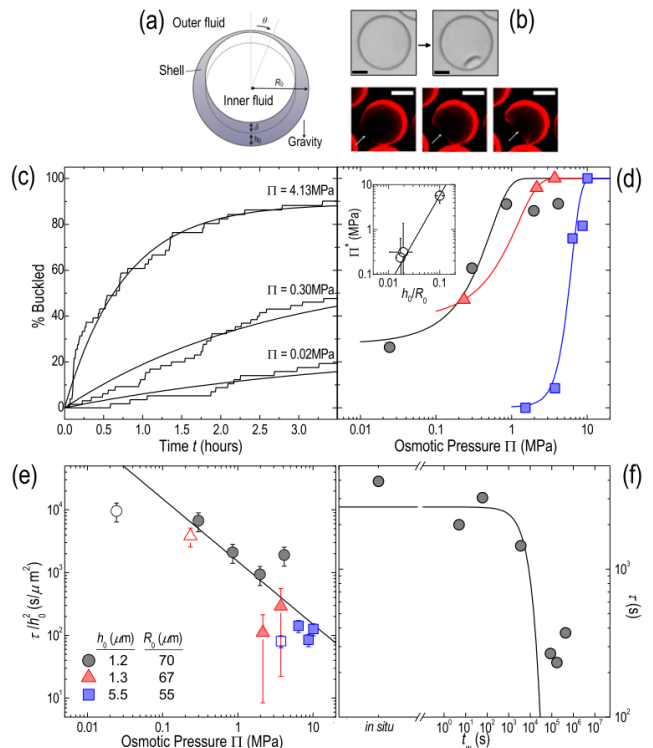 (a)
Outer fluid
θ
Shell
R₀
Inner fluid
δ
h₀
Gravity
(b)
(c)
100
80
60
40
20
0
% Buckled
Π = 4.13MPa
Π = 0.30MPa
Π = 0.02MPa
0.0 0.5 1.0 1.5 2.0 2.5 3.0
Time t (hours)
(d)
10
1
0.1
Π* (MPa)
0.01 0.1
h₀/R₀
0.01 0.1 1 10
Osmotic Pressure Π (MPa)
(e)
10⁵
10⁴
10³
10²
10¹
τ/h₀² (s/μm²)
h₀ (μm) R₀ (μm)
1.2 70
1.3 67
5.5 55
0.01 0.1 1 10
Osmotic Pressure Π (MPa)
(f)
10³
10²
τ (s)
in situ 10⁰ 10¹ 10² 10³ 10⁴ 10⁵ 10⁶ 10⁷
t_w (s)